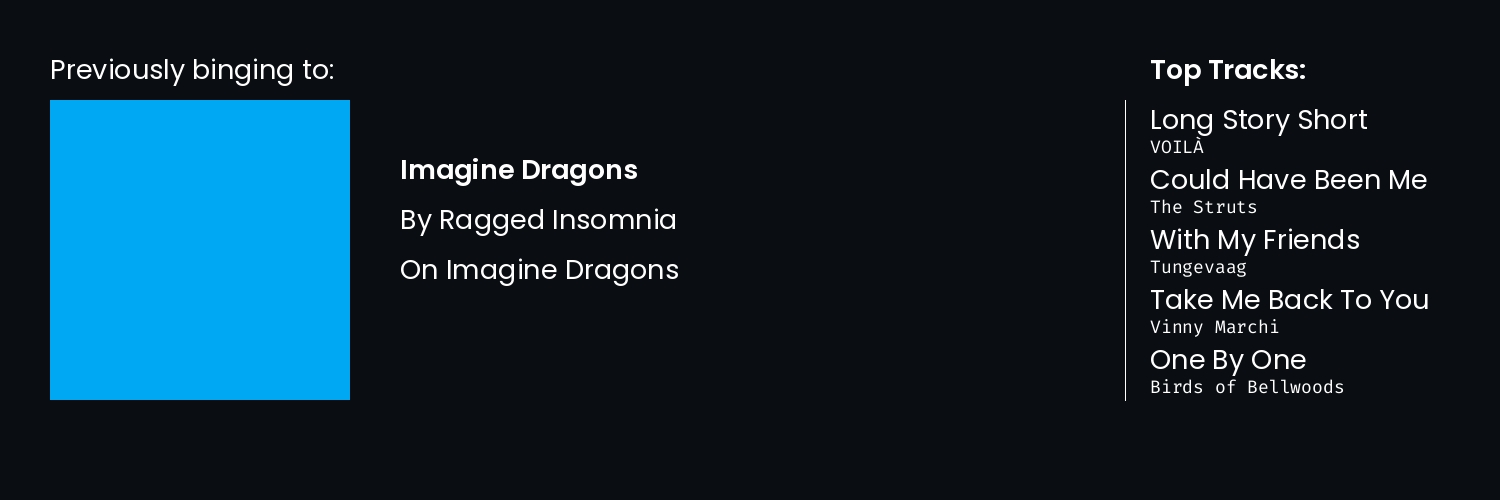 Previously binging to:
Imagine Dragons
By Ragged Insomnia
On Imagine Dragons
Top Tracks:
Long Story Short
VOILÀ
Could Have Been Me
The Struts
With My Friends
Tungevaag
Take Me Back To You
Vinny Marchi
One By One
Birds of Bellwoods